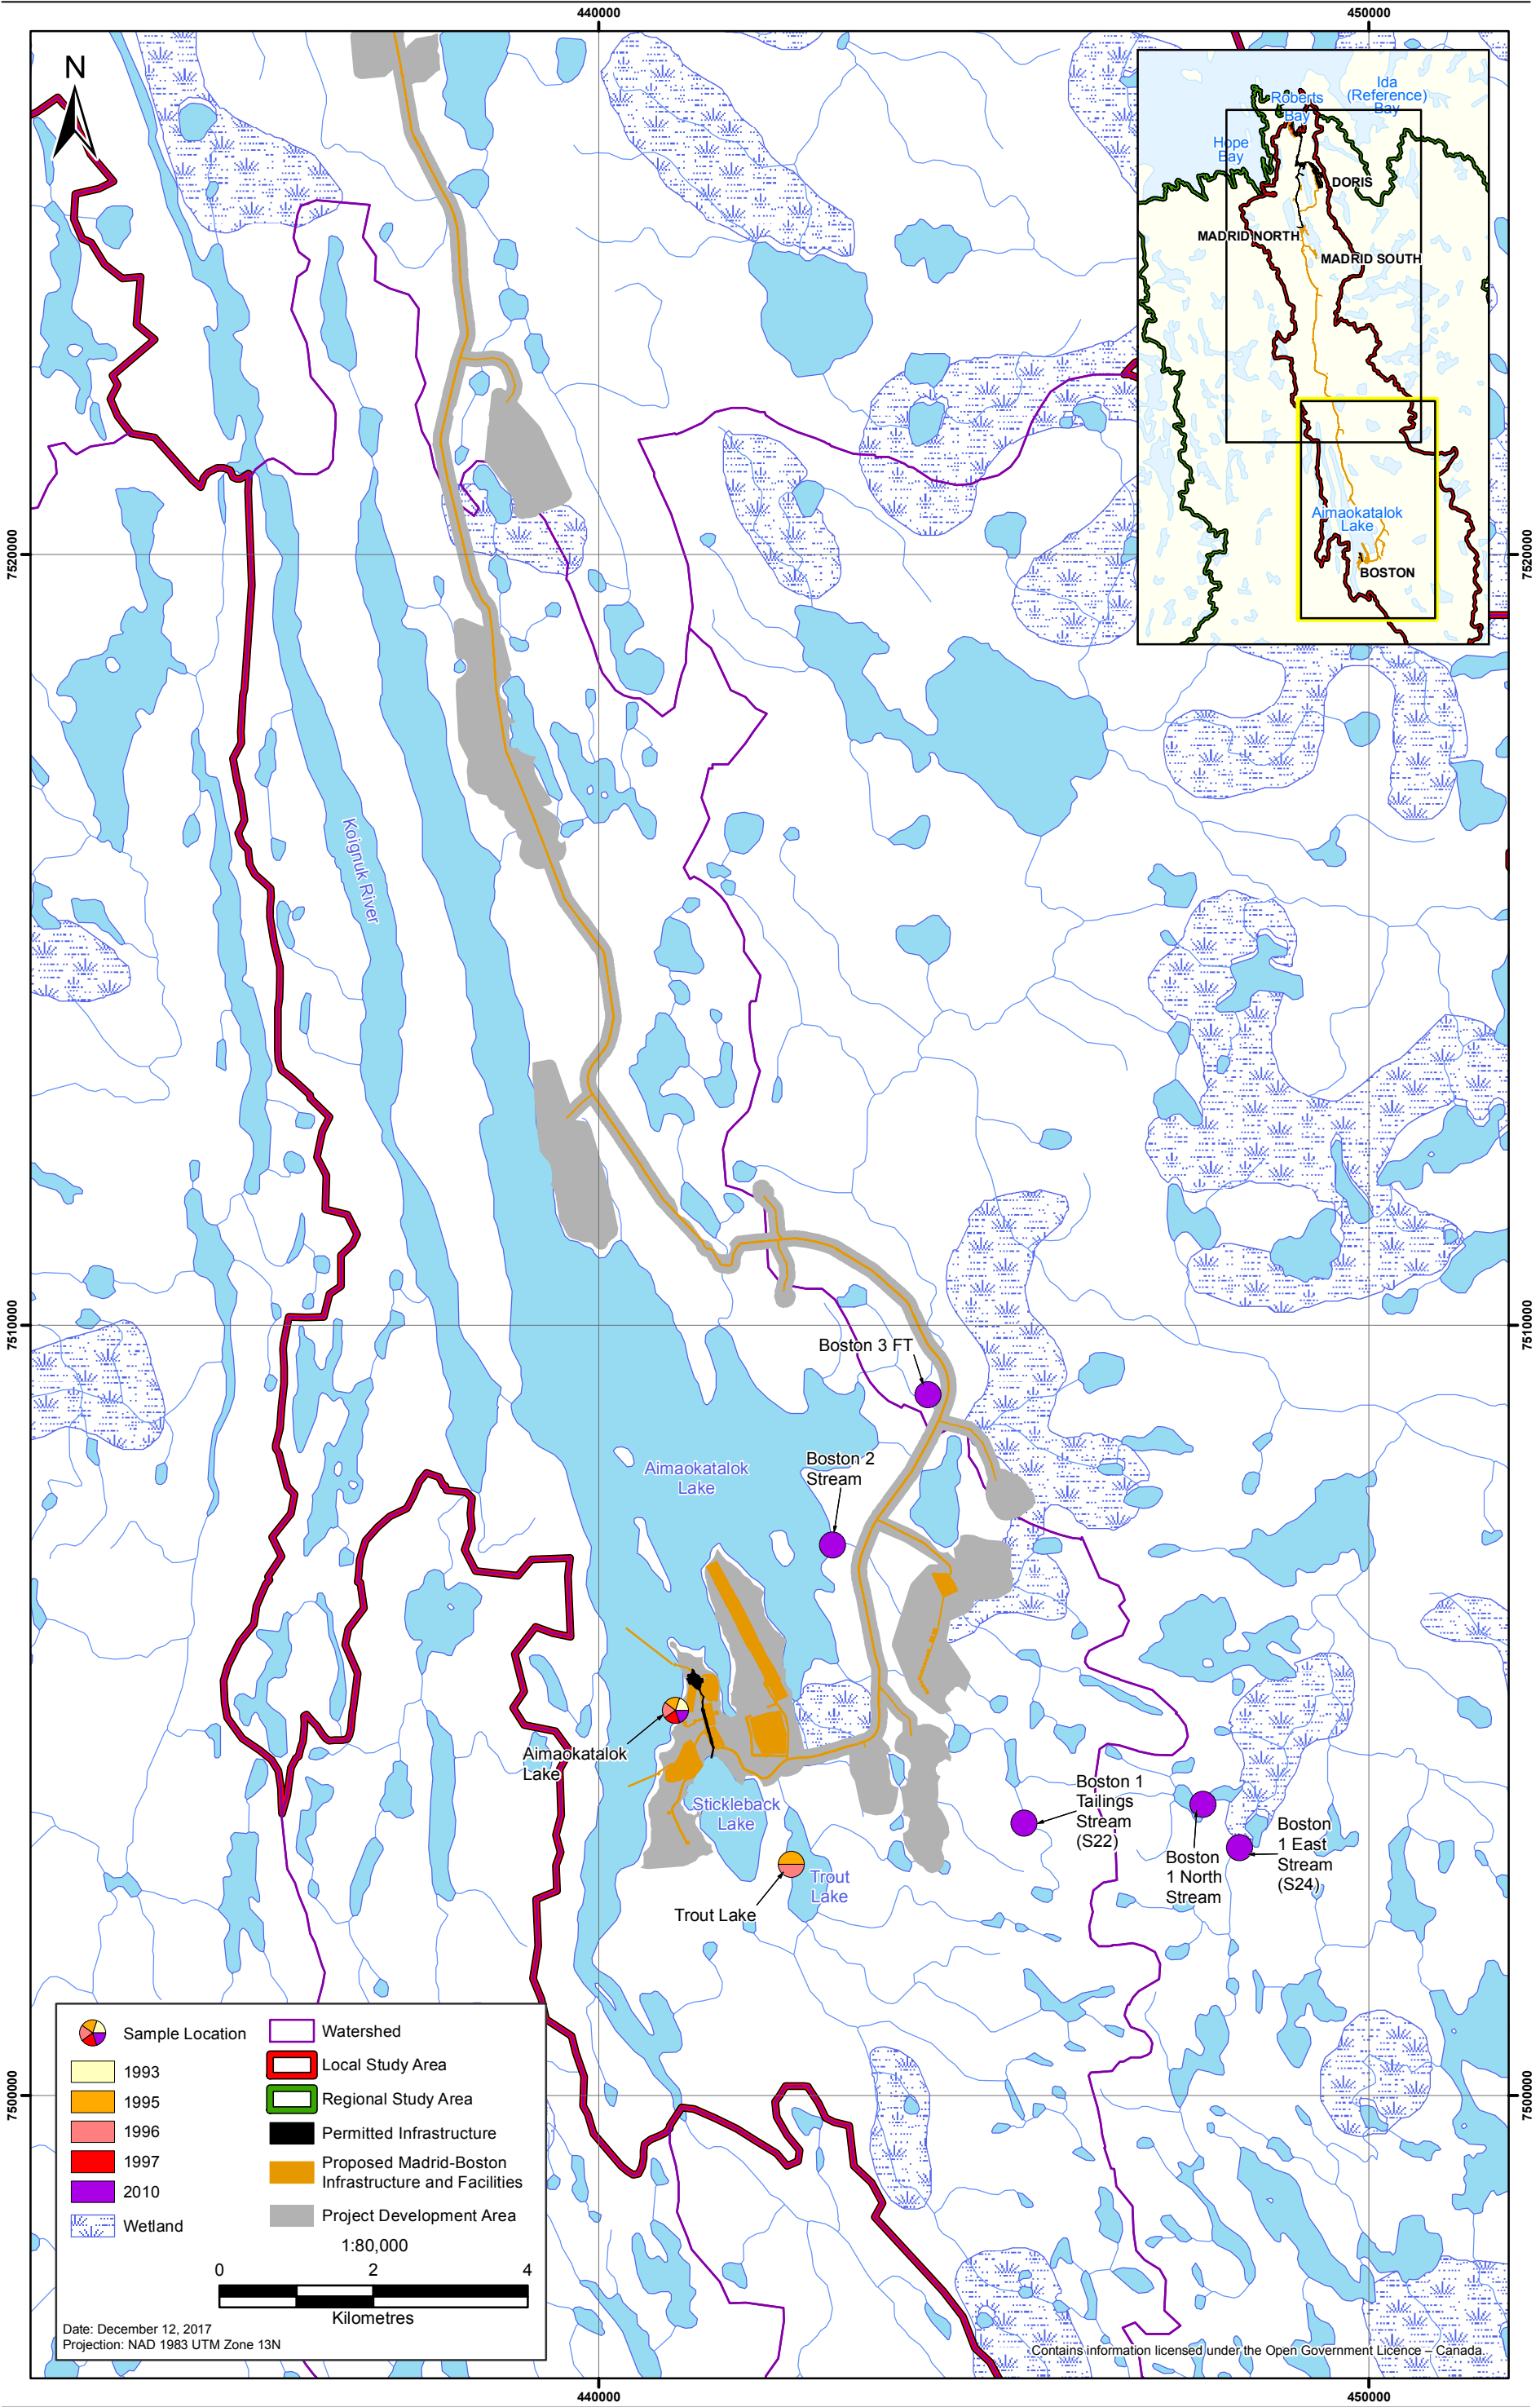 440000
450000
N
Ida
(Reference)
Bay
Roberts
Bay
Hope
Bay
DORIS
MADRID NORTH
MADRID SOUTH
Aimaokatalok
Lake
BOSTON
7520000
7520000
Koignuk River
7510000
7510000
Boston 3 FT
Boston 2
Stream
Aimaokatalok
Lake
Aimaokatalok
Lake
Stickleback
Lake
Boston 1
Tailings
Stream
(S22)
Boston
1 North
Stream
Boston
1 East
Stream
(S24)
Trout
Lake
Trout Lake
7500000
7500000
Sample Location
1993
1995
1996
1997
2010
Wetland
Watershed
Local Study Area
Regional Study Area
Permitted Infrastructure
Proposed Madrid-Boston
Infrastructure and Facilities
Project Development Area
1:80,000
0 2 4
Kilometres
Date: December 12, 2017
Projection: NAD 1983 UTM Zone 13N
Contains information licensed under the Open Government Licence – Canada
440000
450000